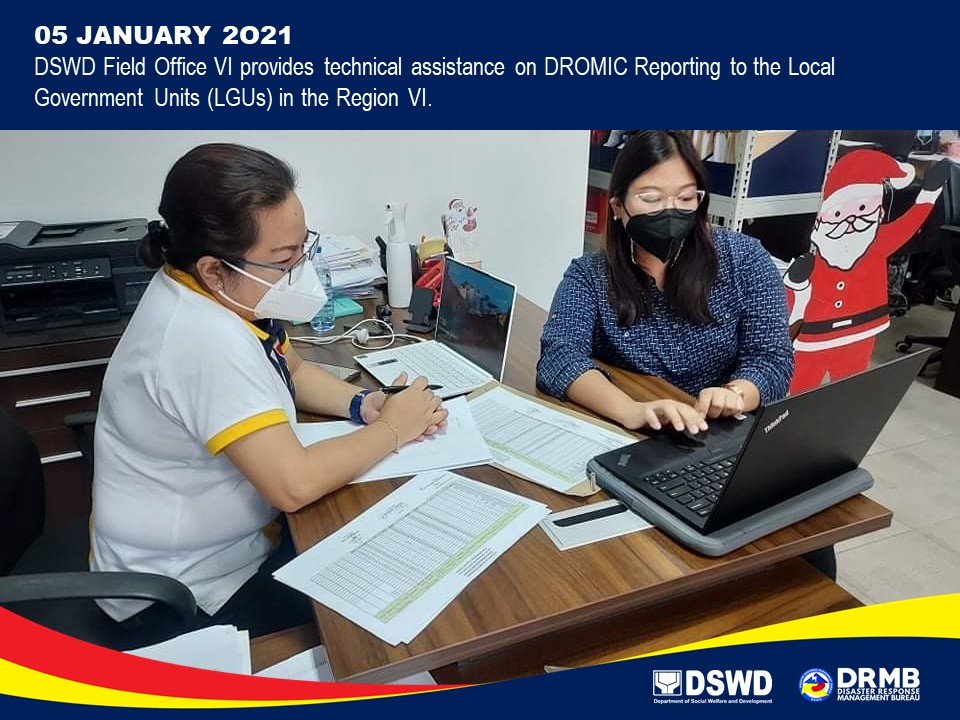 05 JANUARY 2021
DSWD Field Office VI provides technical assistance on DROMIC Reporting to the Local
Government Units (LGUs) in the Region VI.
ThinkPad
DSWD
Department of Social Welfare and Development
DRMB
DISASTER RESPONSE
MANAGEMENT BUREAU